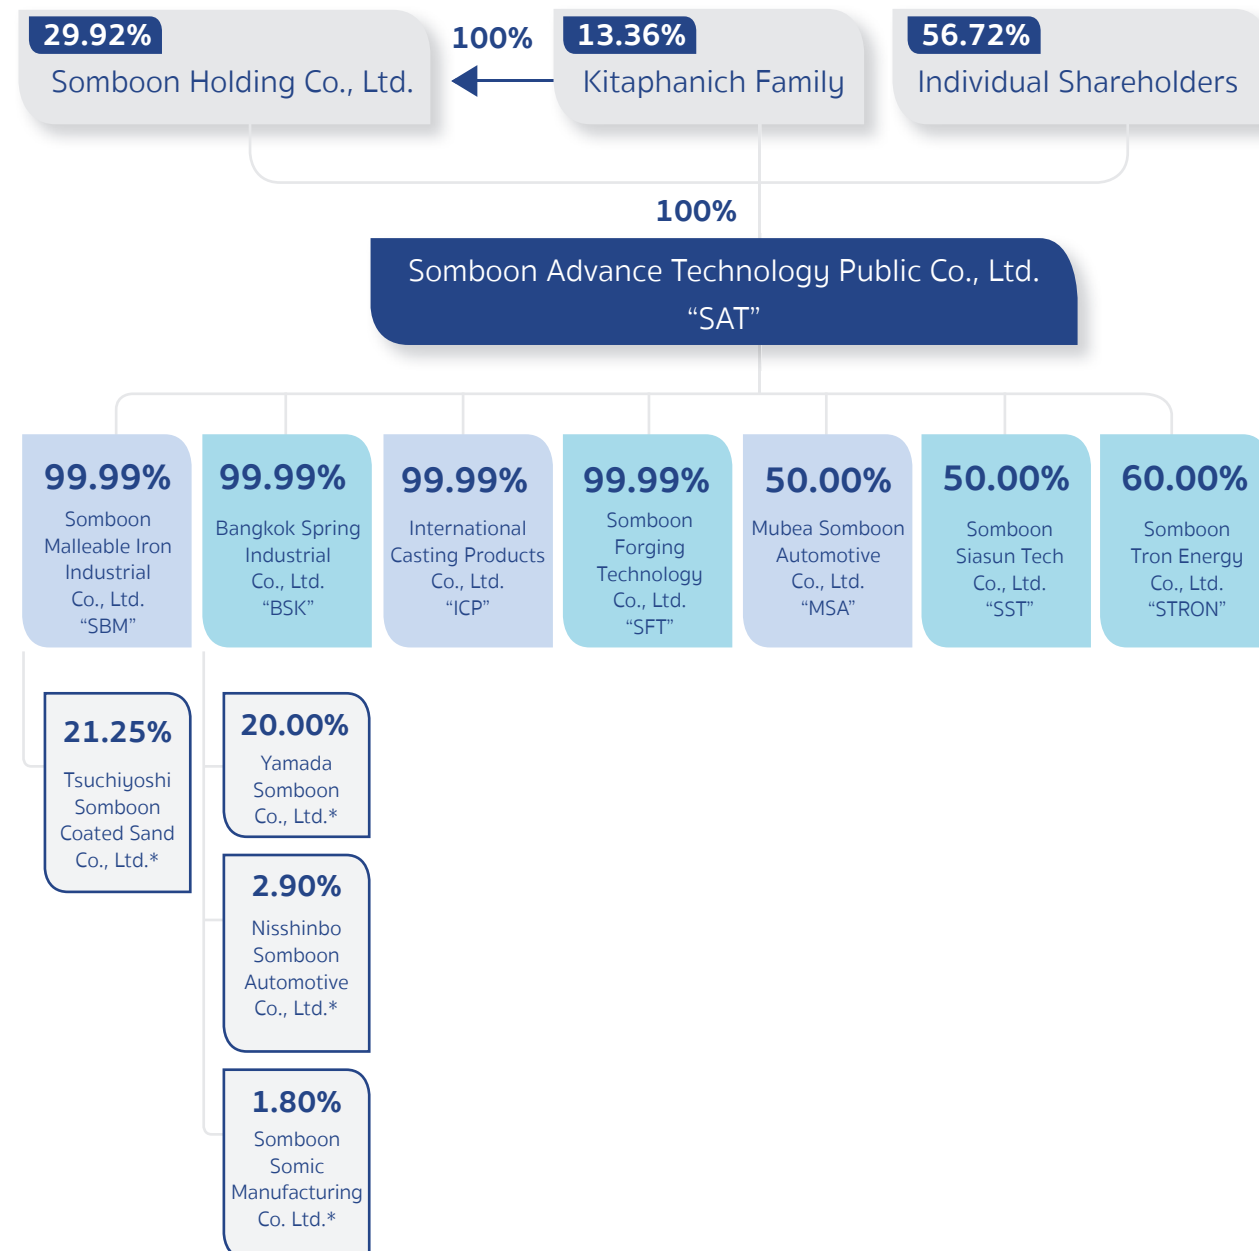 29.92%
Somboon Holding Co., Ltd.
100%
13.36%
Kitaphanich Family
56.72%
Individual Shareholders
100%
Somboon Advance Technology Public Co., Ltd.
“SAT”
99.99%
Somboon
Malleable Iron
Industrial
Co., Ltd.
“SBM”
99.99%
Bangkok Spring
Industrial
Co., Ltd.
“BSK”
99.99%
International
Casting Products
Co., Ltd.
“ICP”
99.99%
Somboon
Forging
Technology
Co., Ltd.
“SFT”
50.00%
Mubea Somboon
Automotive
Co., Ltd.
“MSA”
50.00%
Somboon
Siasun Tech
Co., Ltd.
“SST”
60.00%
Somboon
Tron Energy
Co., Ltd.
“STRON”
21.25%
Tsuchiyoshi
Somboon
Coated Sand
Co., Ltd.*
20.00%
Yamada
Somboon
Co., Ltd.*
2.90%
Nisshinbo
Somboon
Automotive
Co., Ltd.*
1.80%
Somboon
Somic
Manufacturing
Co. Ltd.*